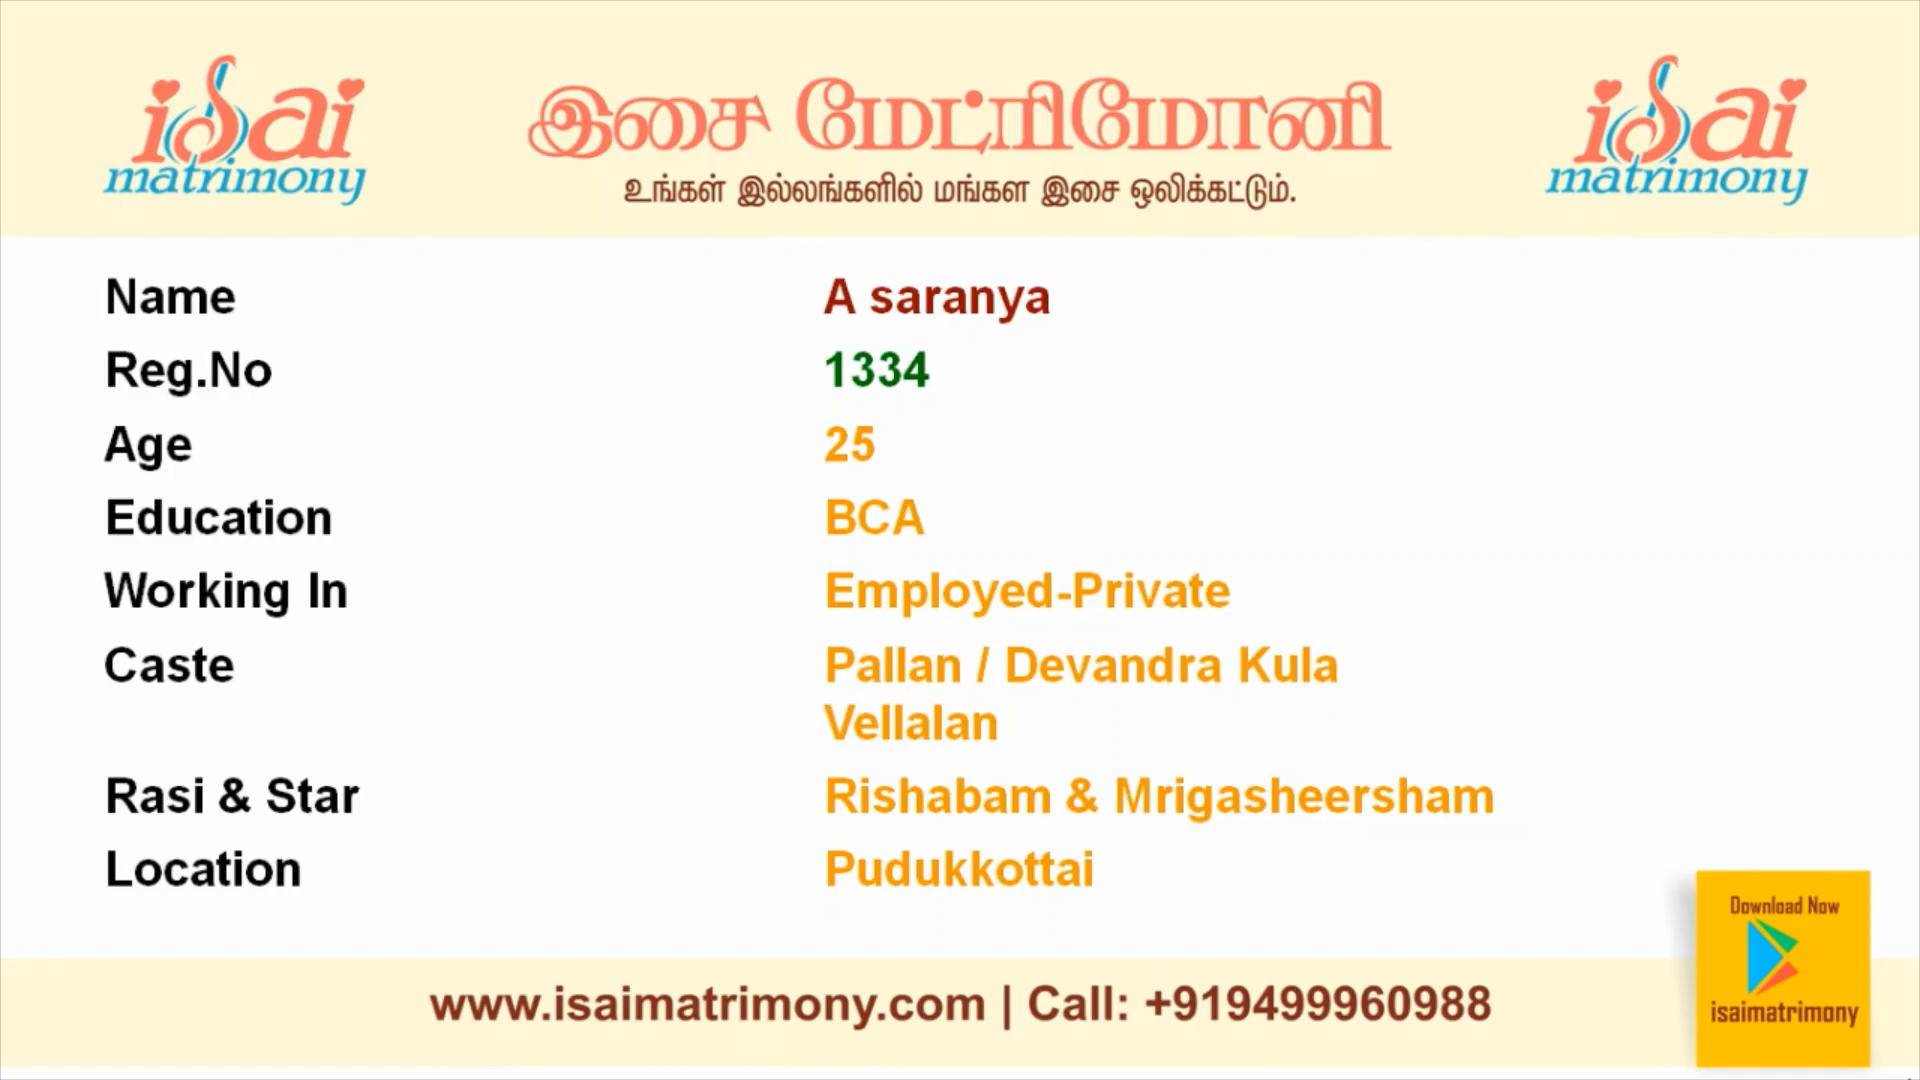 isai
matrimony
இசை மேட்ரிமோனி
உங்கள் இல்லங்களில் மங்கள இசை ஒலிக்கட்டும்.
isai
matrimony
Name A saranya
Reg.No 1334
Age 25
Education BCA
Working In Employed-Private
Caste Pallan / Devandra Kula
Vellalan
Rasi & Star Rishabam & Mrigasheersham
Location Pudukkottai
Download Now
isaimatrimony
www.isaimatrimony.com | Call: +919499960988